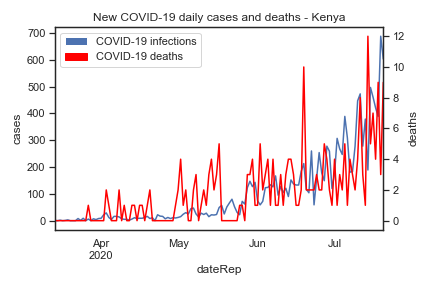 New COVID-19 daily cases and deaths - Kenya
COVID-19 infections
COVID-19 deaths
700
600
500
400
300
200
100
0
cases
12
10
8
6
4
2
0
deaths
Apr
2020
May
Jun
Jul
dateRep